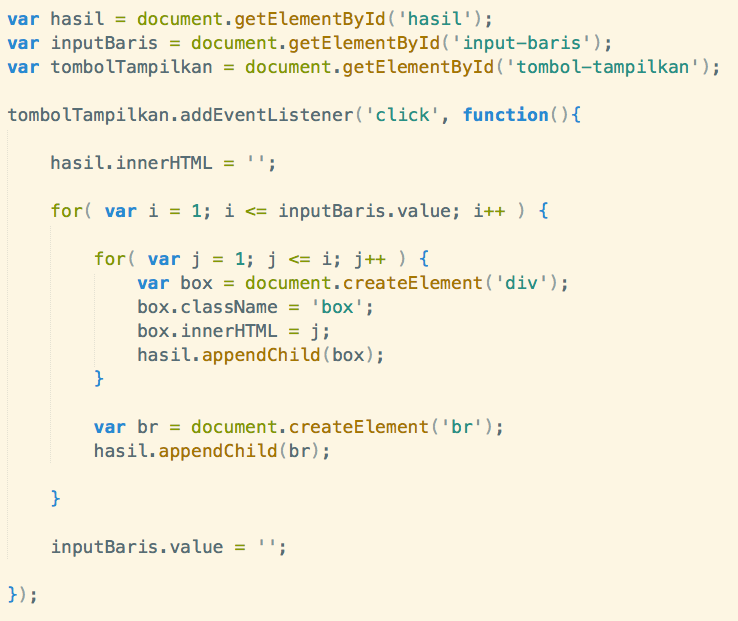 var hasil = document.getElementById('hasil');
var inputBaris = document.getElementById('input-baris');
var tombolTampilkan = document.getElementById('tombol-tampilkan');
tombolTampilkan.addEventListener('click', function(){
hasil.innerHTML = '';
for( var i = 1; i <= inputBaris.value; i++ ) {
for( var j = 1; j <= i; j++ ) {
var box = document.createElement('div');
box.className = 'box';
box.innerHTML = j;
hasil.appendChild(box);
}
var br = document.createElement('br');
hasil.appendChild(br);
}
inputBaris.value = '';
});